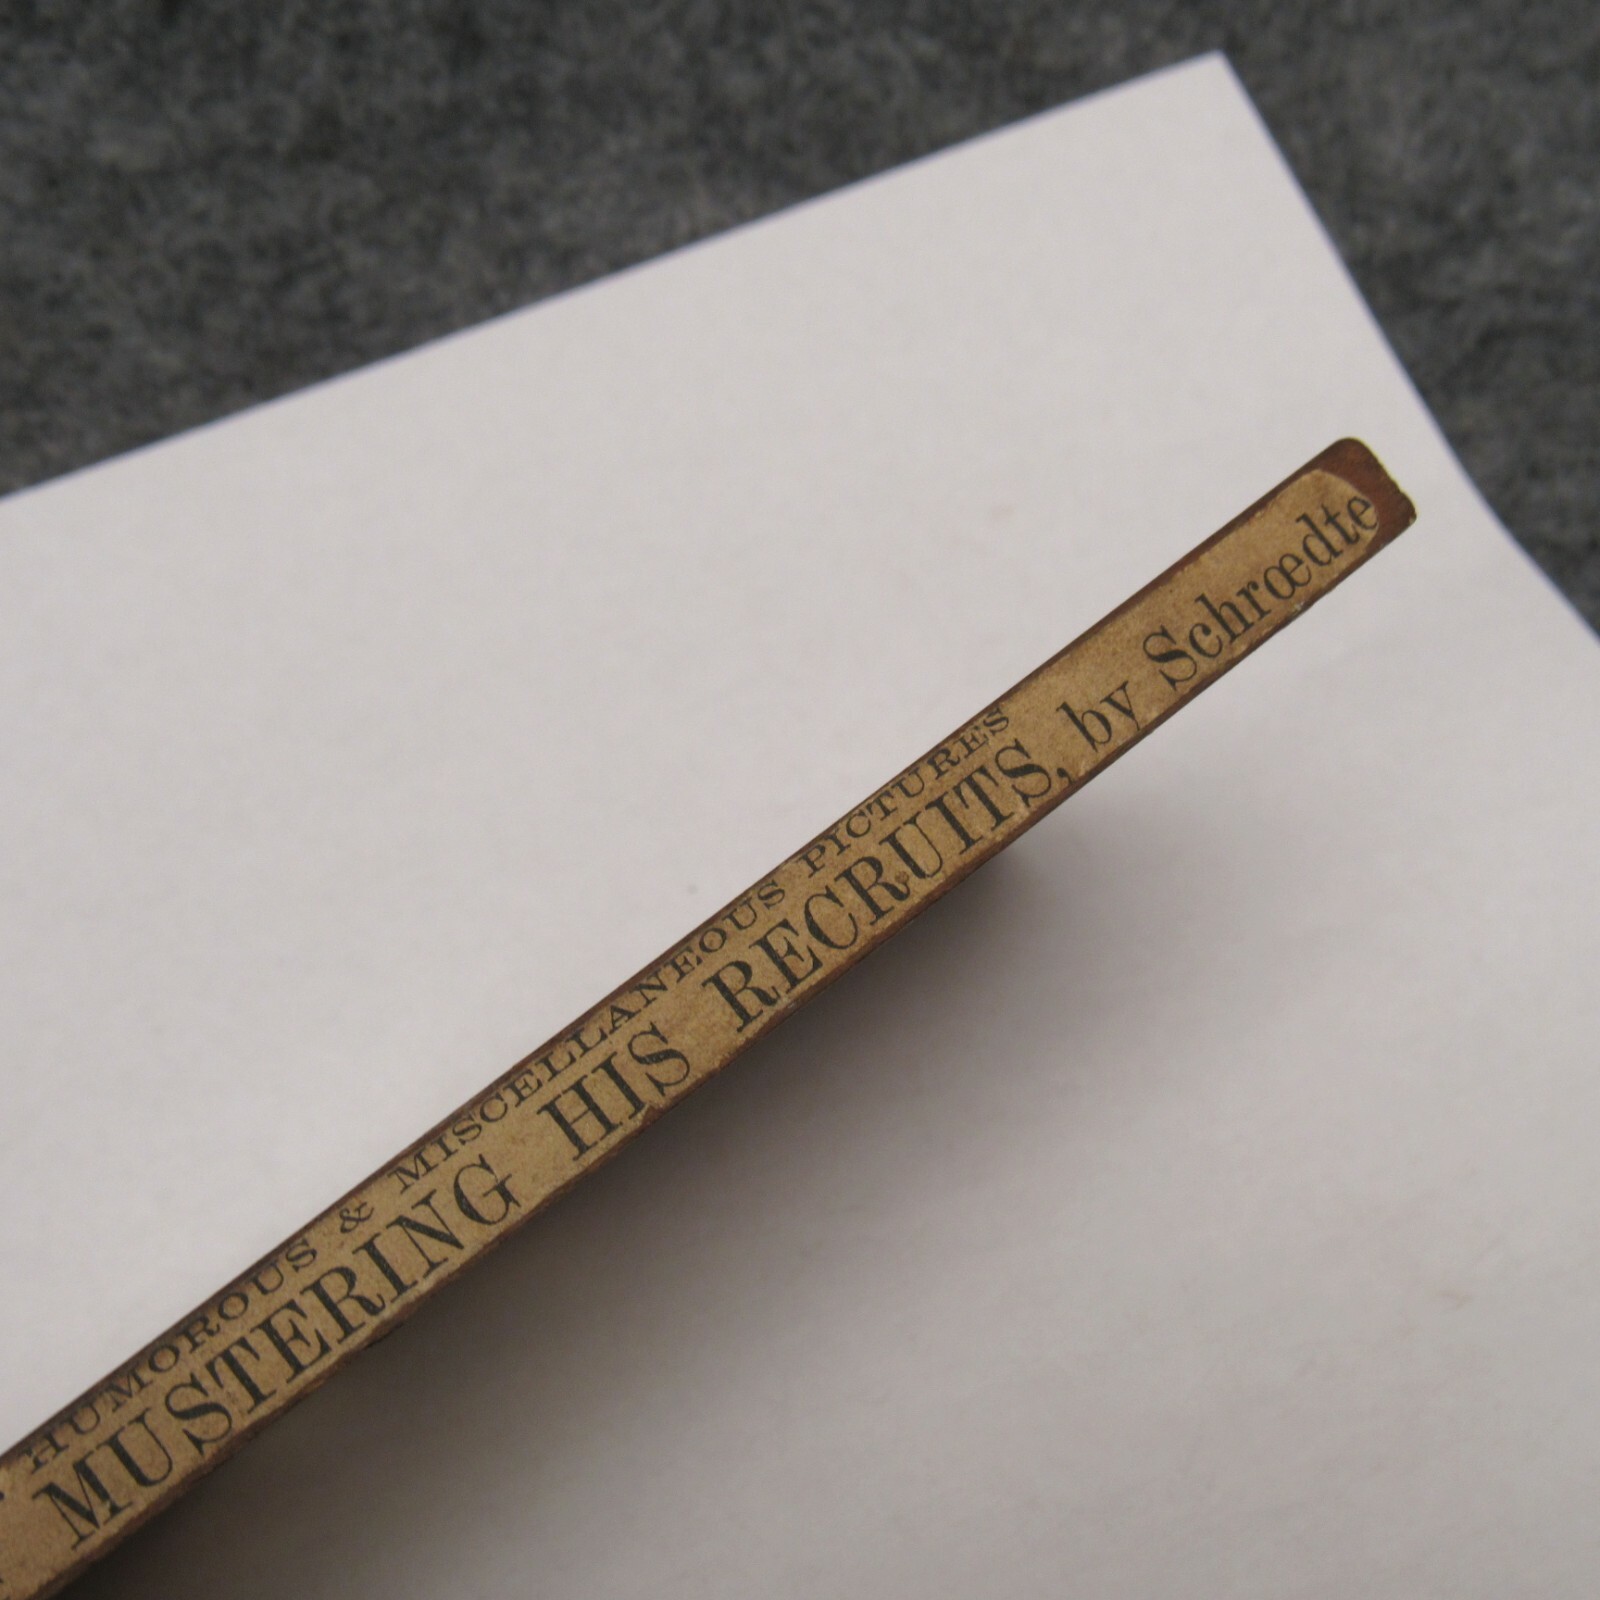 HUMOROUS & MISCELLANEOUS PICTURES
MUSTERING HIS RECRUITS, by Schrœdte